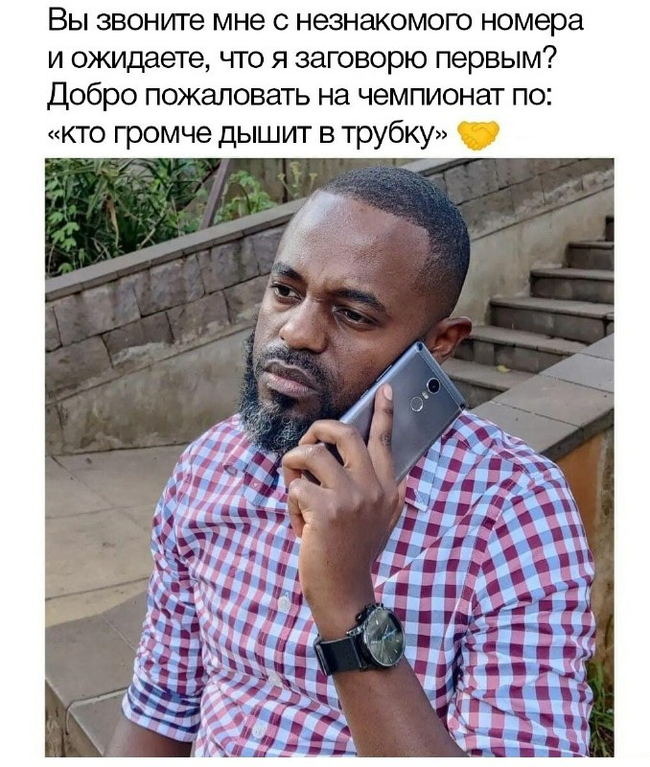 Вы звоните мне с незнакомого номера
и ожидаете, что я заговорю первым?
Добро пожаловать на чемпионат по:
«кто громче дышит в трубку» 🤝